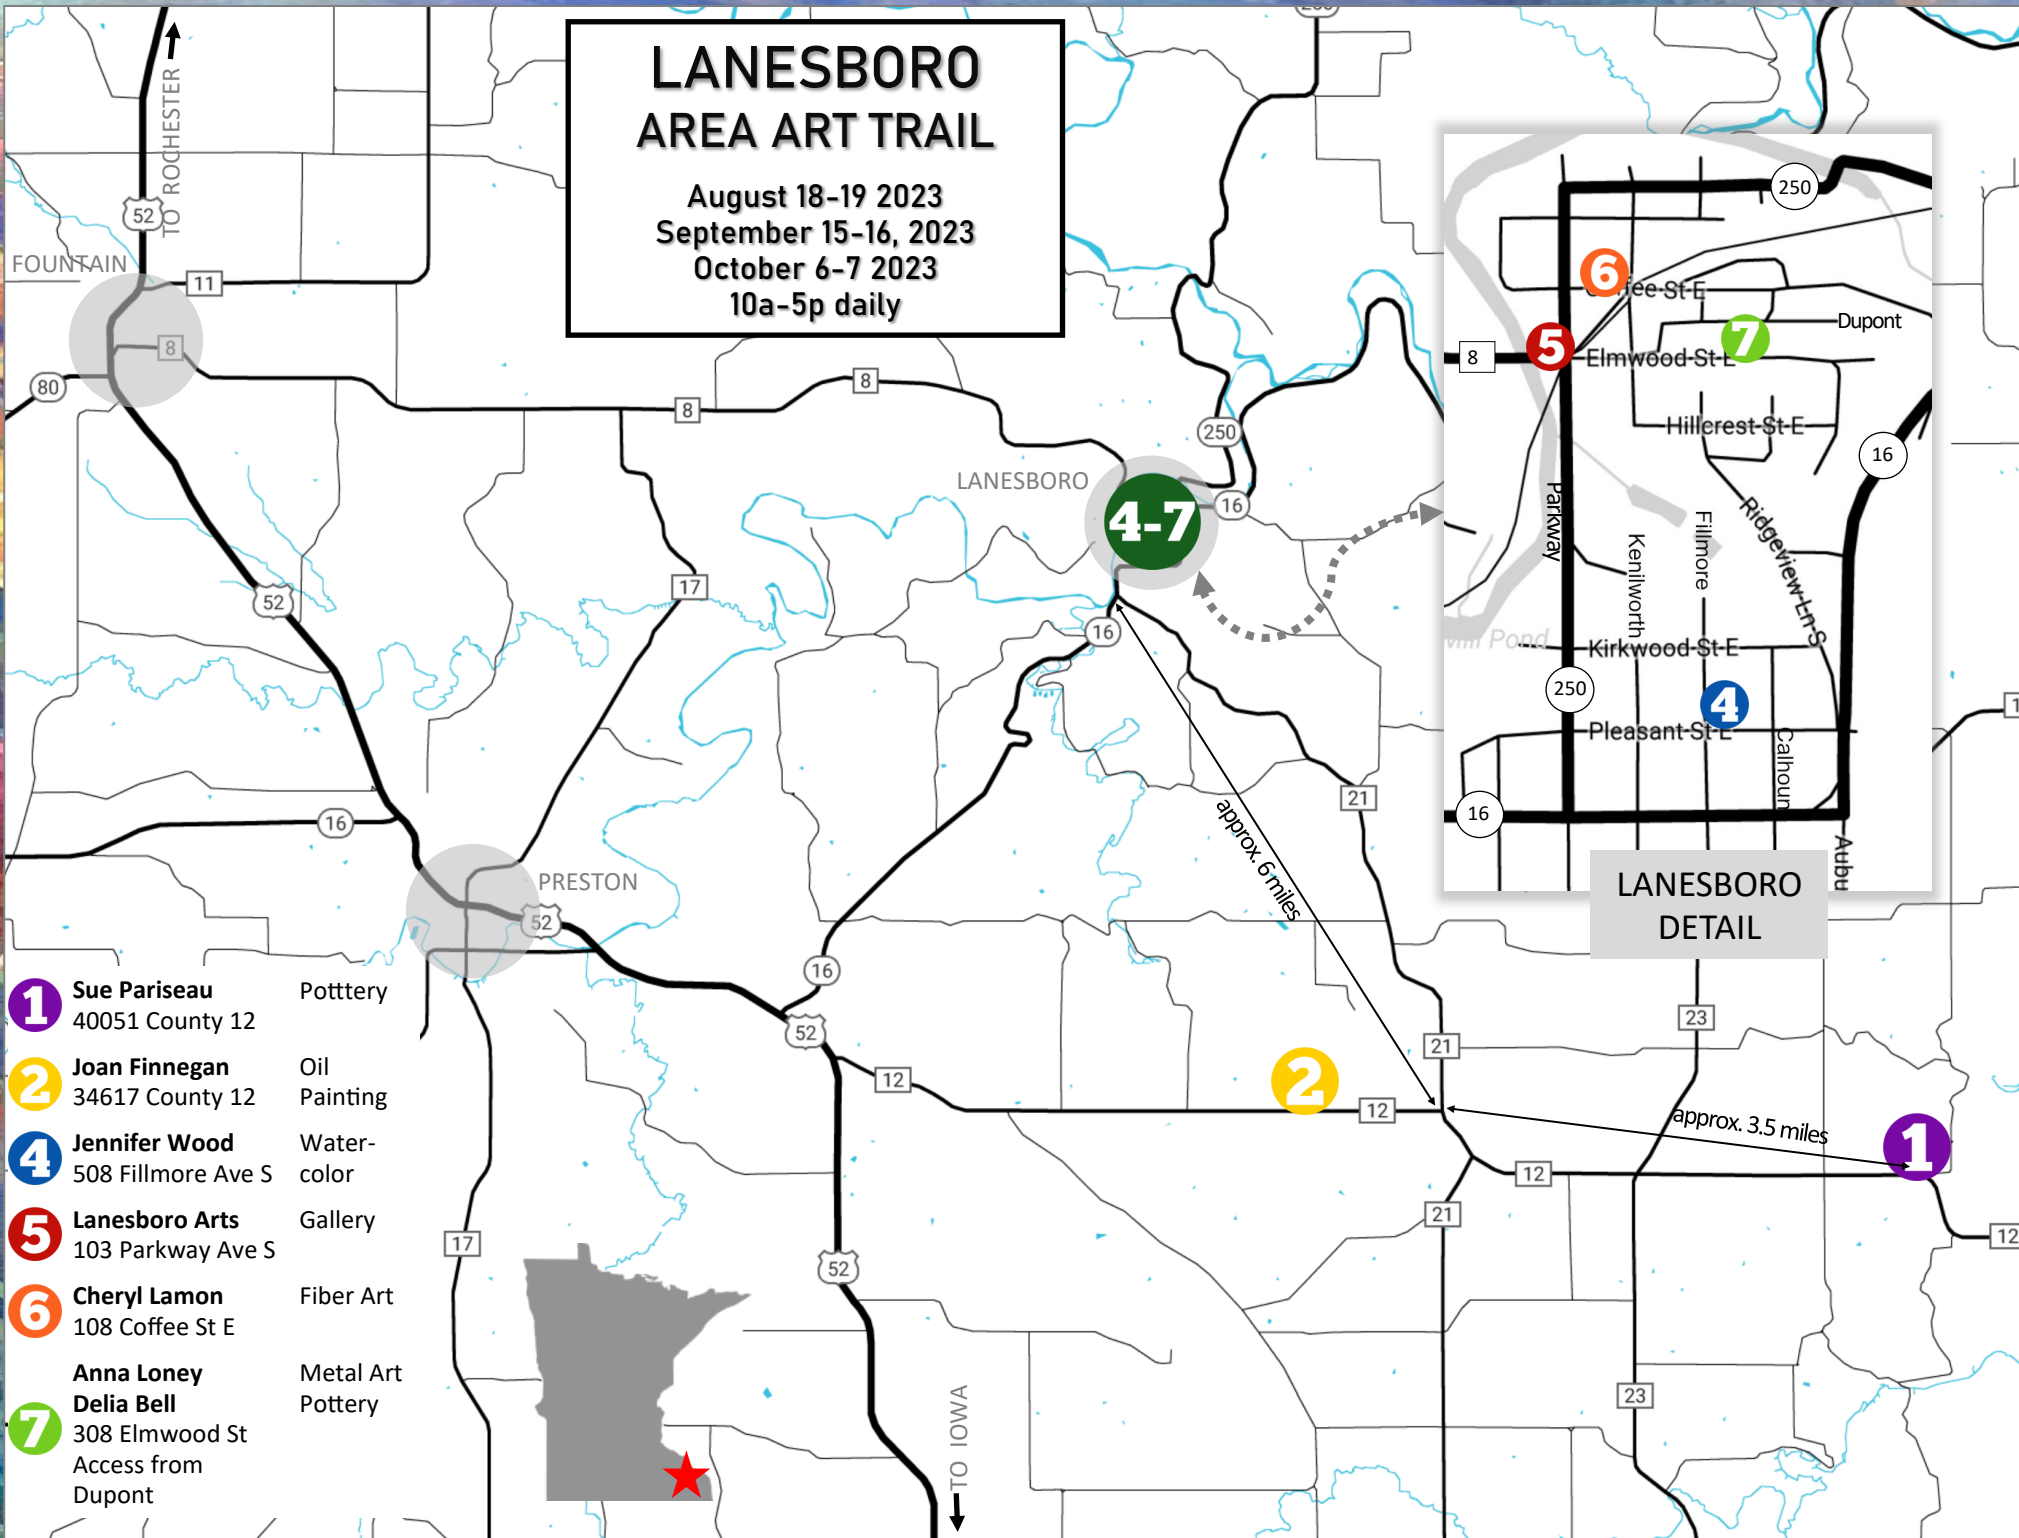 LANESBORO
AREA ART TRAIL
August 18-19 2023
September 15-16, 2023
October 6-7 2023
10a-5p daily
TO ROCHESTER
52
FOUNTAIN
11
8
80
8
8
250
LANESBORO
4-7
16
17
52
16
21
approx. 6 miles
16
PRESTON
52
16
52
12
21
23
2
12
approx. 3.5 miles
1
12
21
12
17
52
23
TO IOWA
250
6
fee St E
Dupont
5
7
8
Elmwood St E
Hillcrest St E
16
Parkway
Kenilworth
Fillmore
Ridgeview Ln S
Mill Pond
Kirkwood St E
250
4
Pleasant St E
Calhoun
16
Aubu
LANESBORO
DETAIL
1 Sue Pariseau Potttery
40051 County 12
2 Joan Finnegan Oil
34617 County 12 Painting
4 Jennifer Wood Water-
508 Fillmore Ave S color
5 Lanesboro Arts Gallery
103 Parkway Ave S
6 Cheryl Lamon Fiber Art
108 Coffee St E
Anna Loney Metal Art
Delia Bell Pottery
7 308 Elmwood St
Access from
Dupont